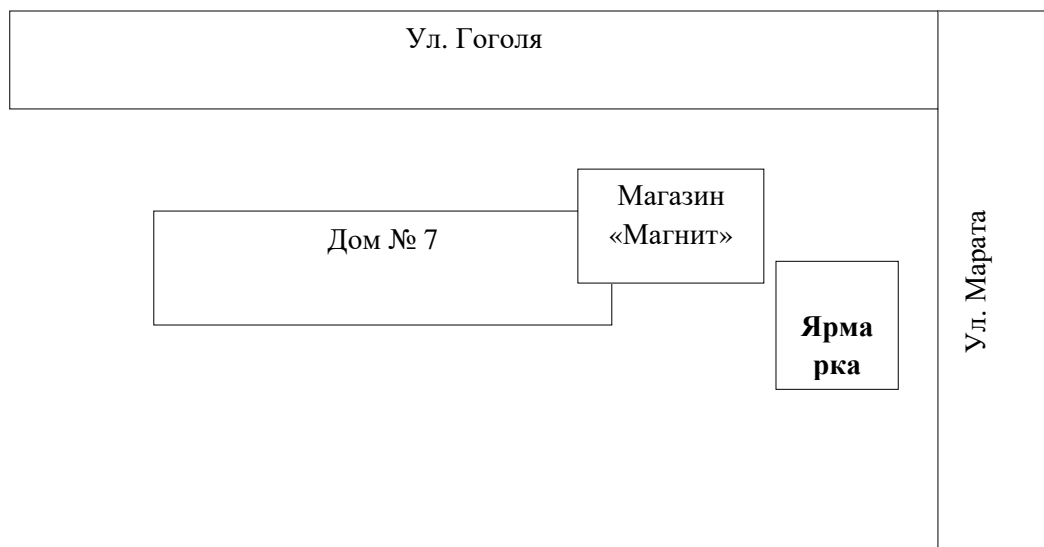 Ул. Гоголя
Магазин
«Магнит»
Дом № 7
Ул. Марата
Ярма
рка